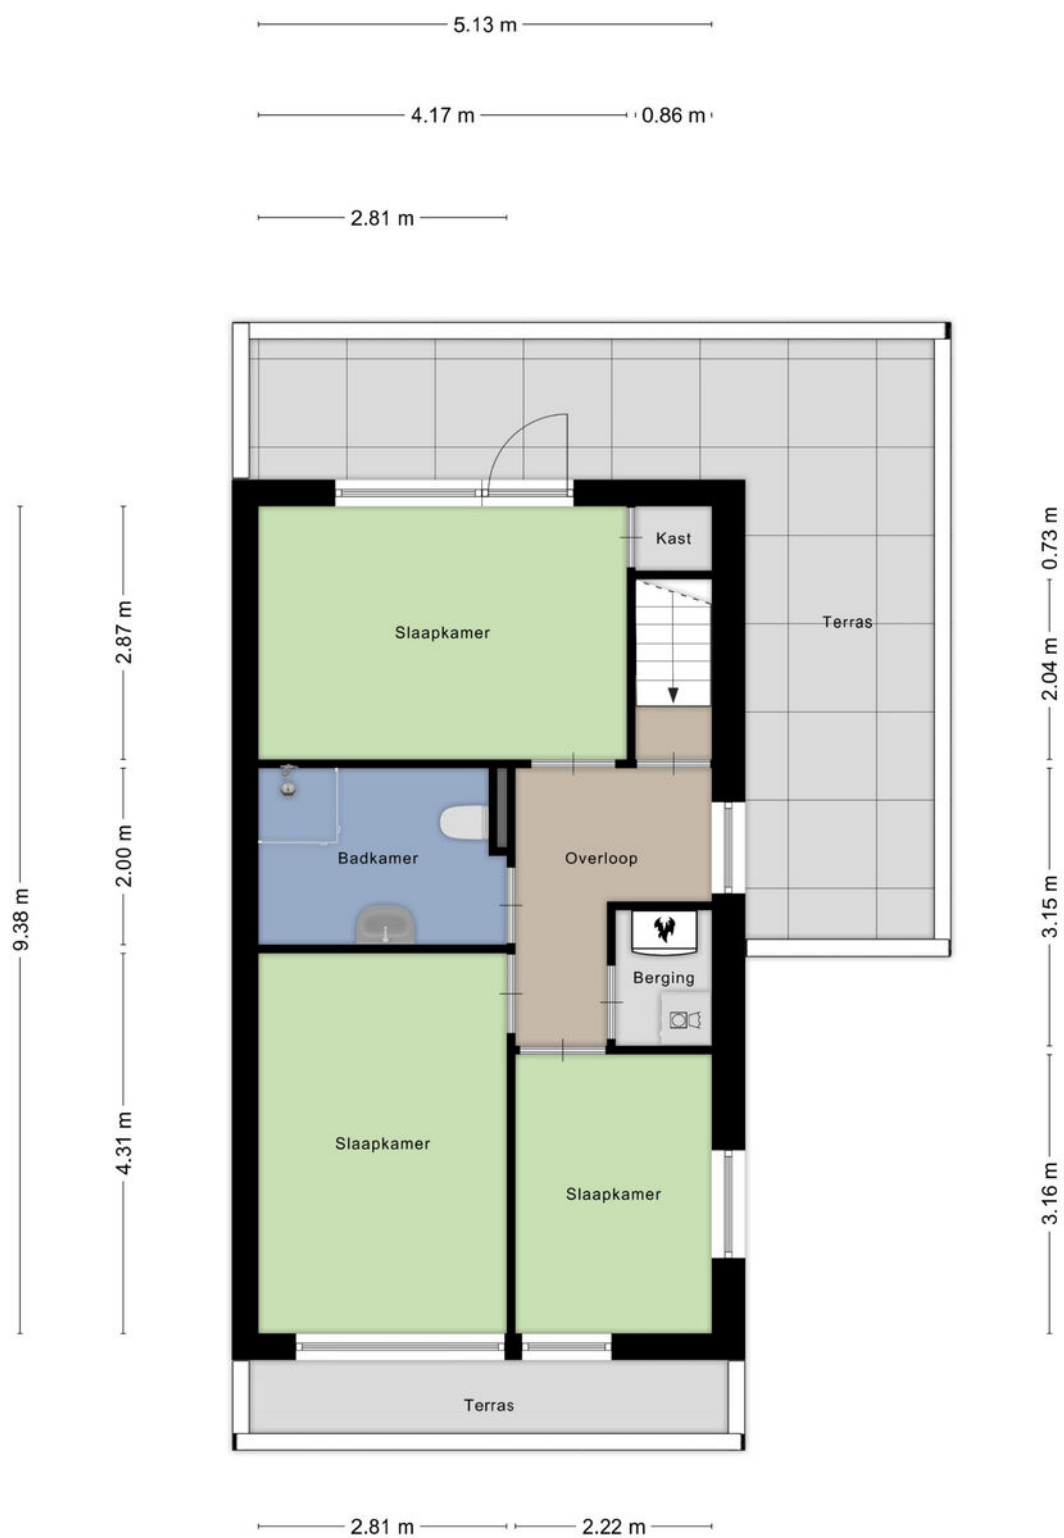 5.13 m
4.17 m
0.86 m
2.81 m
Kast
0.73 m
Slaapkamer
2.87 m
Terras
2.04 m
Badkamer
Overloop
2.00 m
9.38 m
3.15 m
Berging
Slaapkamer
4.31 m
Slaapkamer
3.16 m
Terras
2.81 m
2.22 m